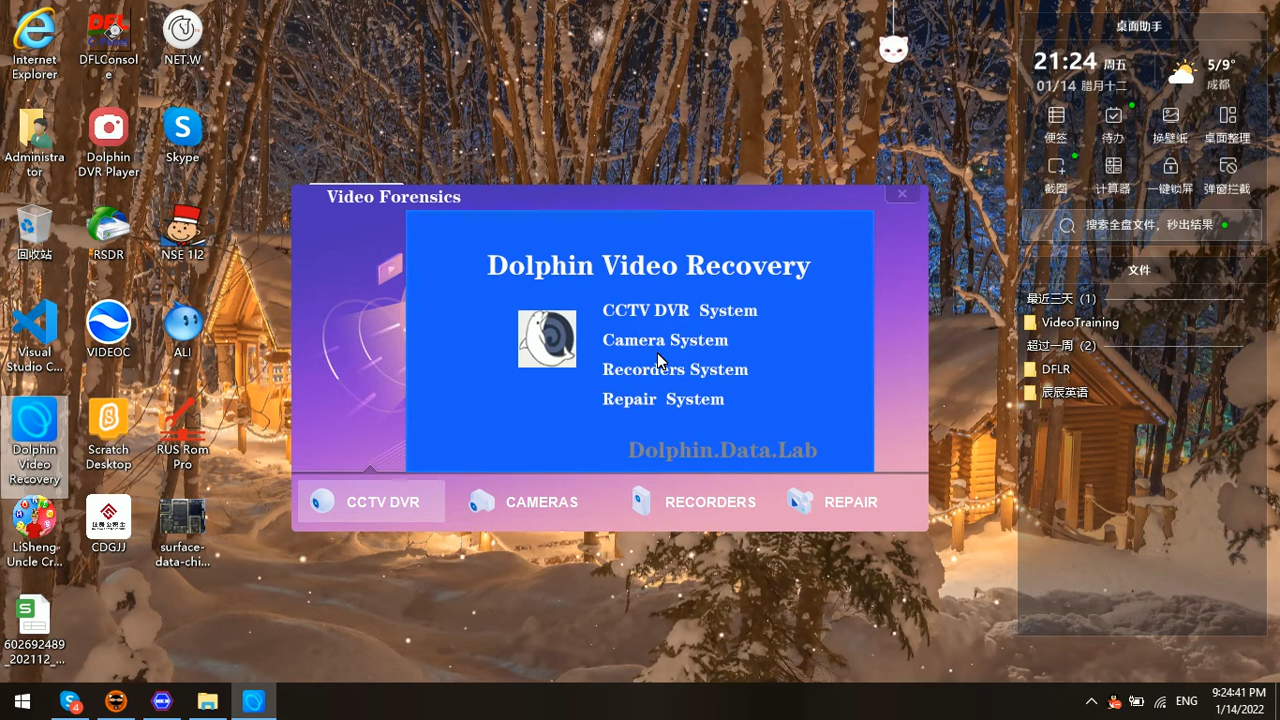 Internet
Explorer
DFLConsol
e
NET.W
Administra
tor
Dolphin
DVR Player
Skype
回收站
RSDR
NSE 1l2
Visual
Studio C...
VIDEOC
ALI
Dolphin
Video
Recovery
Scratch
Desktop
RUS Rom
Pro
LiSheng-
Uncle Cr...
CDGJJ
surface-
data-chi...
602692489
_202112_...
Video Forensics
Dolphin Video Recovery
CCTV DVR System
Camera System
Recorders System
Repair System
Dolphin.Data.Lab
CCTV DVR
CAMERAS
RECORDERS
REPAIR
桌面助手
21:24 周五
01/14 腊月十二
5/9°
成都
便签
待办
换壁纸
桌面整理
截图
计算器
一键锁屏
弹窗拦截
搜索全盘文件，秒出结果
文件
最近三天（1）
VideoTraining
超过一周（2）
DFLR
辰辰英语
4
ENG
9:24:41 PM
1/14/2022